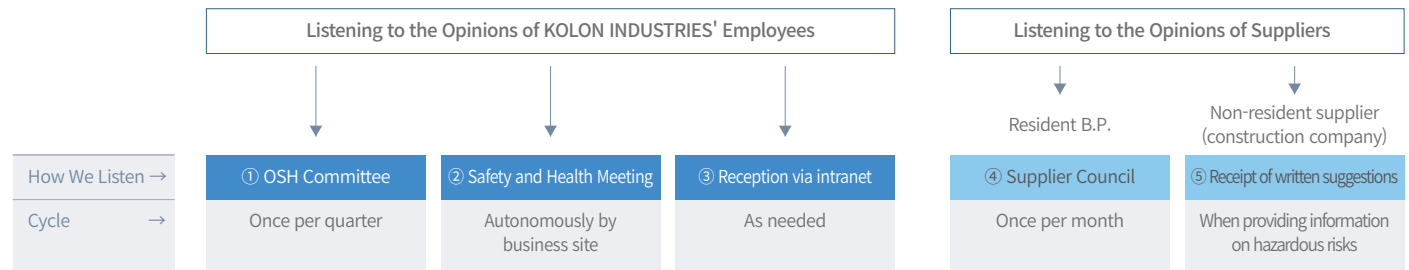 Listening to the Opinions of KOLON INDUSTRIES' Employees
Listening to the Opinions of Suppliers
Resident B.P.
Non-resident supplier
(construction company)
How We Listen →
① OSH Committee
② Safety and Health Meeting
③ Reception via intranet
④ Supplier Council
⑤ Receipt of written suggestions
Cycle →
Once per quarter
Autonomously by
business site
As needed
Once per month
When providing information
on hazardous risks